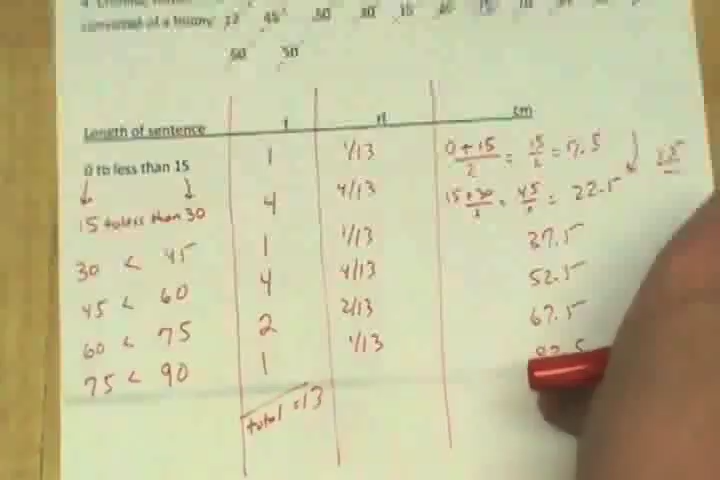 convicted of a felony 12 45 50 30 15
60 50
Length of sentence f rf cm
0 to less than 15 1 1/13 0+15/2 = 15/2 = 7.5 15
15 to less than 30 4 4/13 15+30/2 = 45/2 = 22.5
30 < 45 1 1/13 37.5
45 < 60 4 4/13 52.5
60 < 75 2 2/13 67.5
75 < 90 1 1/13
total = 13